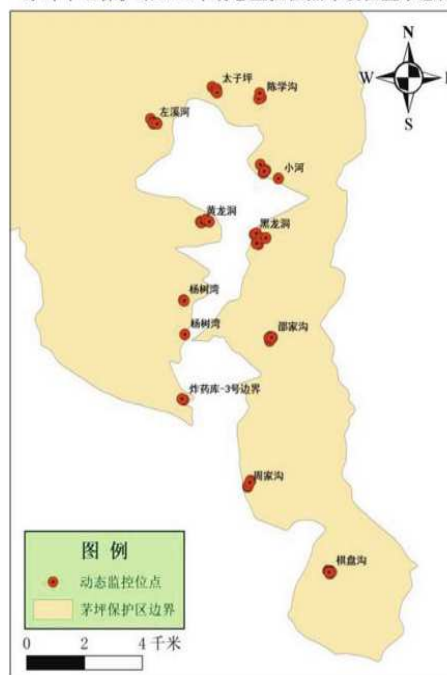 太子坪
陈学沟
左溪河
小河
黄龙洞
黑龙洞
杨树湾
杨树湾
邵家沟
炸药库-3号边界
周家沟
棋盘沟
N
W
S
图 例
动态监控位点
茅坪保护区边界
0 2 4 千米